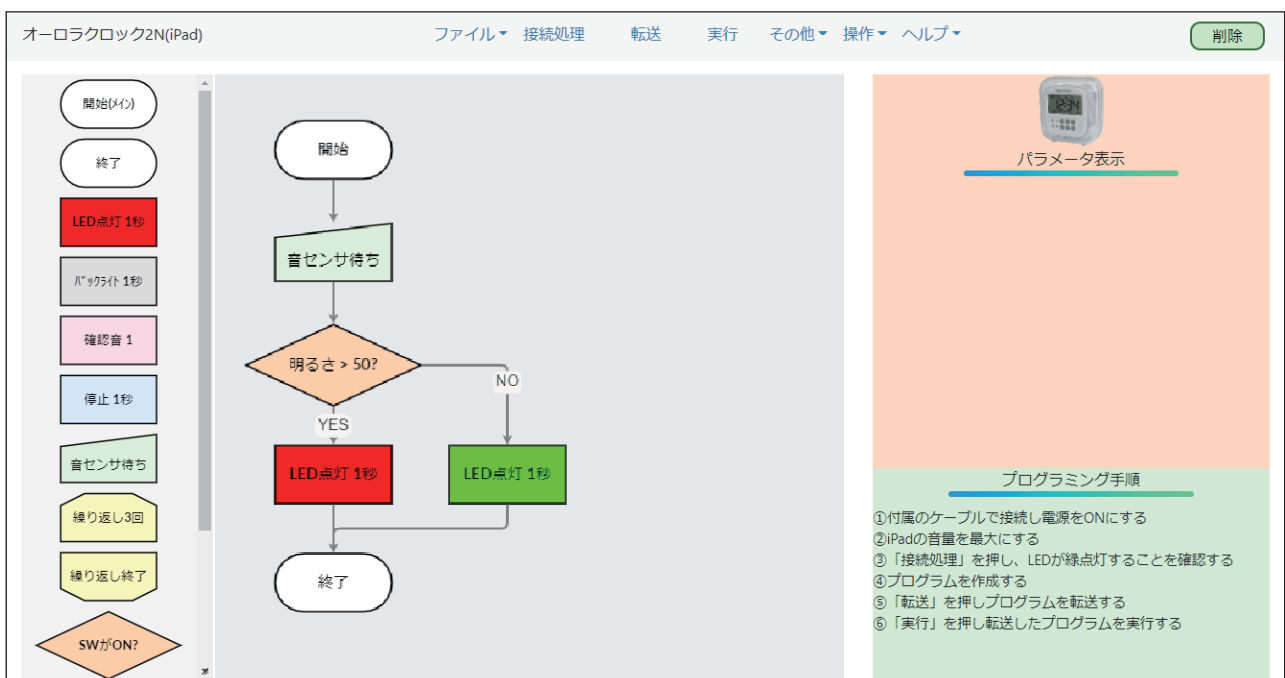 オーロラクロック2N(iPad)
ファイル 接続処理 転送 実行 その他 操作 ヘルプ
削除
開始(ﾒｲﾝ)
終了
LED点灯 1秒
ﾊﾞｯｸﾗｲﾄ 1秒
確認音 1
停止 1秒
音センサ待ち
繰り返し3回
繰り返し終了
SWがON?
開始
音センサ待ち
明るさ > 50?
NO
YES
LED点灯 1秒
LED点灯 1秒
終了
12:34
パラメータ表示
プログラミング手順
①付属のケーブルで接続し電源をONにする
②iPadの音量を最大にする
③「接続処理」を押し、LEDが緑点灯することを確認する
④プログラムを作成する
⑤「転送」を押しプログラムを転送する
⑥「実行」を押し転送したプログラムを実行する